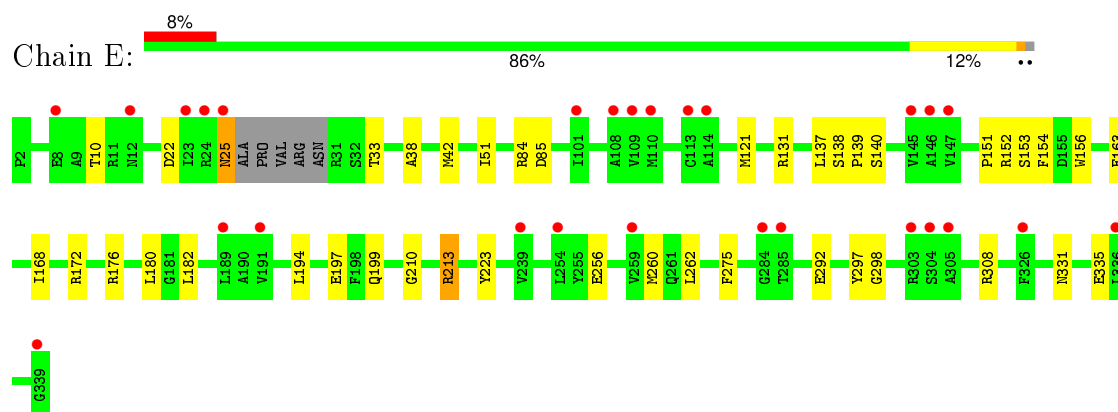 8%
Chain E:
86% 12% ••
P2 E8 A9 T10 R11 N12 D22 I23 R24 N25 ALA PRO VAL ARG ASN R31 S32 T33 A38 M42 I51 R84 D85 I101 A108 V109 M110 C113 A114 M121 R131 L137 S138 P139 S140 V145 A146 V147 P151 R152 S153 F154 D155 W156
I168 R172 R176 L180 G181 L182 L189 A190 V191 L194 E197 F198 Q199 G210 R213 Y223 V239 L254 Y255 E256 V259 M260 Q261 L262 F275 G284 T285 E292 Y297 G298 R303 S304 A305 R308 F326 N331 E335
G339